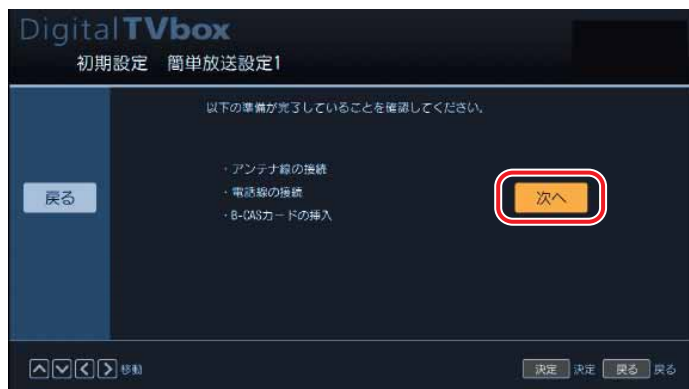 DigitalTVbox
初期設定 簡単放送設定1
以下の準備が完了していることを確認してください。
・アンテナ線の接続
・電話線の接続
・B-CASカードの挿入
戻る
次へ
移動
決定 決定 戻る 戻る